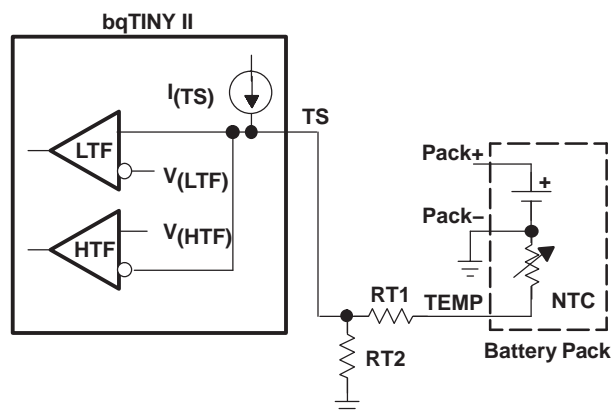 bqTINY II
I(TS)
TS
LTF
V(LTF)
Pack+
+
Pack−
V(HTF)
HTF
RT1
TEMP
NTC
RT2
Battery Pack